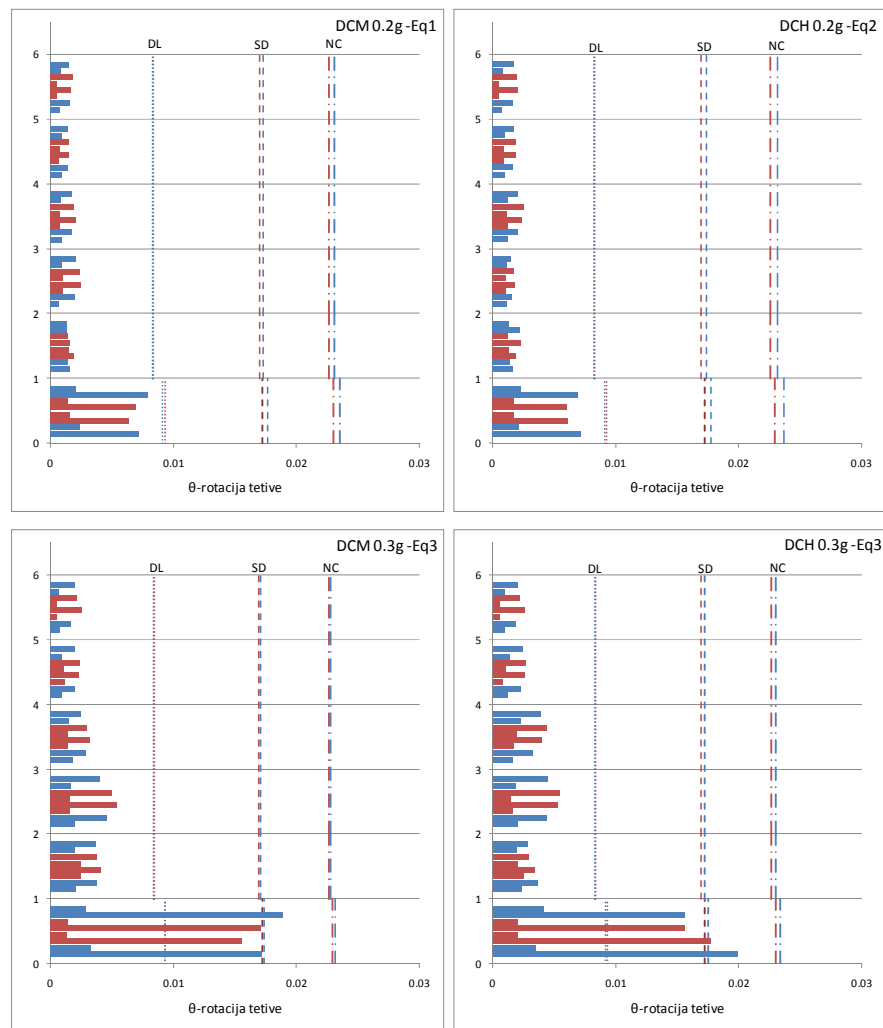 DCM 0.2g -Eq1
DL SD NC
6
5
4
3
2
1
0
0 0.01 0.02 0.03
θ-rotacija tetive
DCH 0.2g -Eq2
DL SD NC
6
5
4
3
2
1
0
0 0.01 0.02 0.03
θ-rotacija tetive
DCM 0.3g -Eq3
DL SD NC
6
5
4
3
2
1
0
0 0.01 0.02 0.03
θ-rotacija tetive
DCH 0.3g -Eq3
DL SD NC
6
5
4
3
2
1
0
0 0.01 0.02 0.03
θ-rotacija tetive